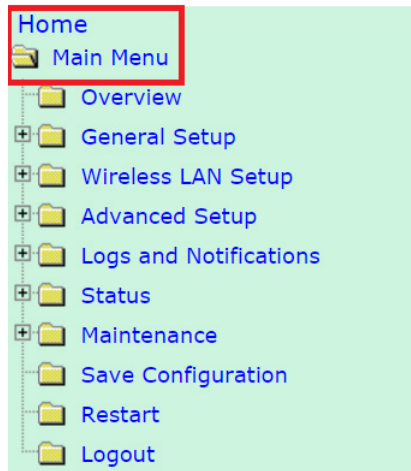 Home
Main Menu
Overview
General Setup
Wireless LAN Setup
Advanced Setup
Logs and Notifications
Status
Maintenance
Save Configuration
Restart
Logout